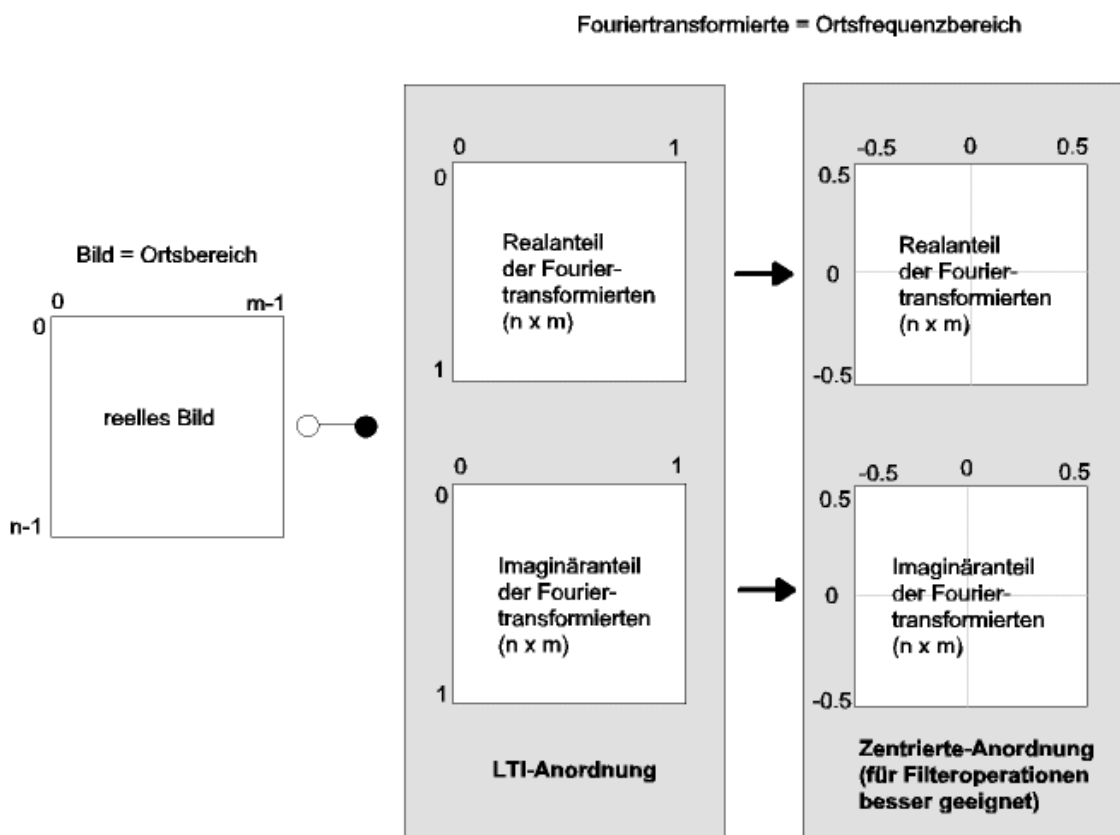 Fouriertransformierte = Ortsfrequenzbereich
Bild = Ortsbereich
0 m-1
0
reelles Bild
n-1
0 1
0
Realanteil
der Fourier-
transformierten
(n x m)
1
0 1
0
Imaginäranteil
der Fourier-
transformierten
(n x m)
1
LTI-Anordnung
-0.5 0 0.5
0.5
Realanteil
der Fourier-
0
transformierten
(n x m)
-0.5
-0.5 0 0.5
0.5
Imaginäranteil
der Fourier-
0
transformierten
(n x m)
-0.5
Zentrierte-Anordnung
(für Filteroperationen
besser geeignet)